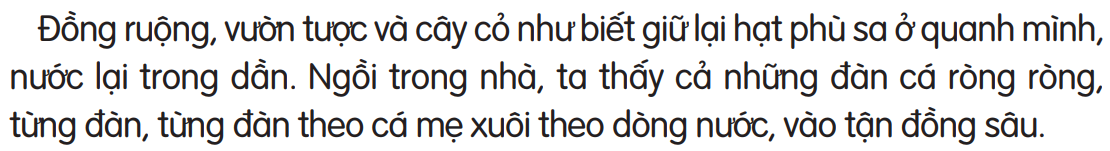 Đồng ruộng, vườn tược và cây cỏ như biết giữ lại hạt phù sa ở quanh mình,
nước lại trong dần. Ngồi trong nhà, ta thấy cả những đàn cá ròng ròng,
từng đàn, từng đàn theo cá mẹ xuôi theo dòng nước, vào tận đồng sâu.